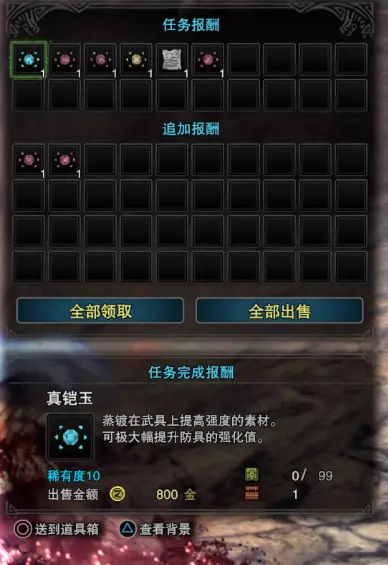 任务报酬
1 1 1 1 1 1
追加报酬
1 1
全部领取 全部出售
任务完成报酬
真铠玉
蒸镀在武具上提高强度的素材。
可极大幅提升防具的强化值。
稀有度10 0/ 99
出售金额 800 金 1
送到道具箱 查看背景